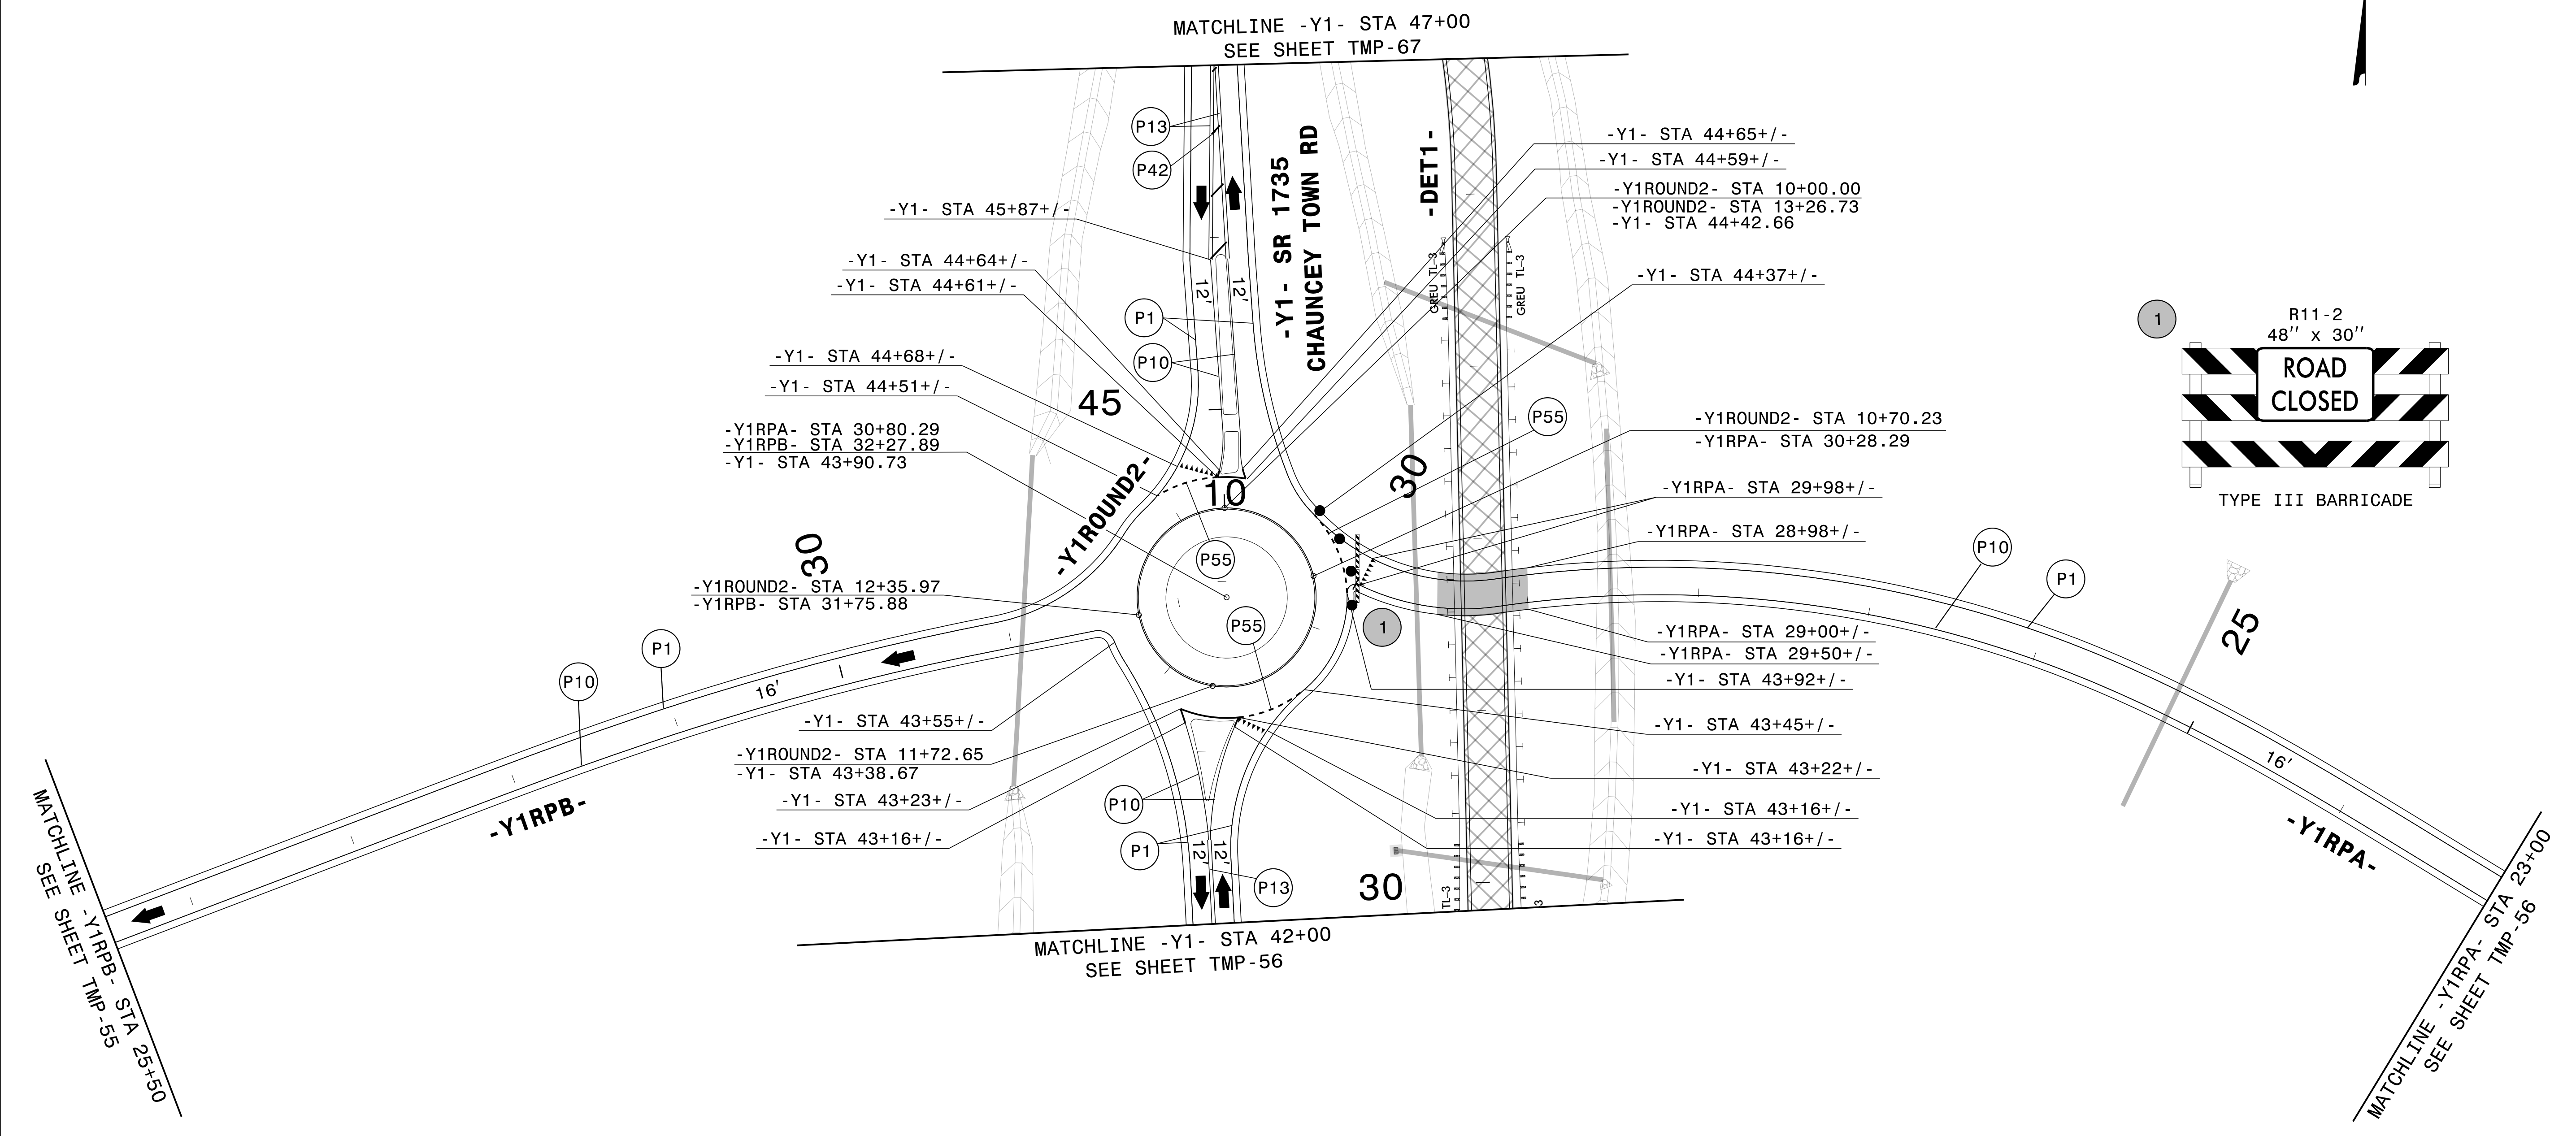 MATCHLINE -Y1- STA 47+00
SEE SHEET TMP-67
P13
P42
-Y1- STA 45+87+/-
-Y1- STA 44+64+/-
-Y1- STA 44+61+/-
P1
P10
-Y1- STA 44+68+/-
-Y1- STA 44+51+/-
-Y1RPA- STA 30+80.29
-Y1RPB- STA 32+27.89
-Y1- STA 43+90.73
45
12'
12'
-Y1- SR 1735
CHAUNCEY TOWN RD
-DET1-
GREU TL-3
GREU TL-3
-Y1- STA 44+65+/-
-Y1- STA 44+59+/-
-Y1ROUND2- STA 10+00.00
-Y1ROUND2- STA 13+26.73
-Y1- STA 44+42.66
-Y1- STA 44+37+/-
P55
-Y1ROUND2- STA 10+70.23
-Y1RPA- STA 30+28.29
-Y1RPA- STA 29+98+/-
-Y1RPA- STA 28+98+/-
1
R11-2
48" x 30"
ROAD
CLOSED
TYPE III BARRICADE
-Y1ROUND2-
10
30
30
P55
P55
1
-Y1ROUND2- STA 12+35.97
-Y1RPB- STA 31+75.88
P10
P1
P10
P1
16'
-Y1RPA- STA 29+00+/-
-Y1RPA- STA 29+50+/-
-Y1- STA 43+92+/-
-Y1- STA 43+45+/-
-Y1- STA 43+22+/-
-Y1- STA 43+16+/-
-Y1- STA 43+16+/-
25
16'
-Y1RPA-
-Y1- STA 43+55+/-
-Y1ROUND2- STA 11+72.65
-Y1- STA 43+38.67
-Y1- STA 43+23+/-
-Y1- STA 43+16+/-
-Y1RPB-
P10
P1
12'
12'
P13
30
TL-3
3
MATCHLINE -Y1- STA 42+00
SEE SHEET TMP-56
MATCHLINE -Y1RPB- STA 25+50
SEE SHEET TMP-55
MATCHLINE -Y1RPA- STA 23+00
SEE SHEET TMP-56